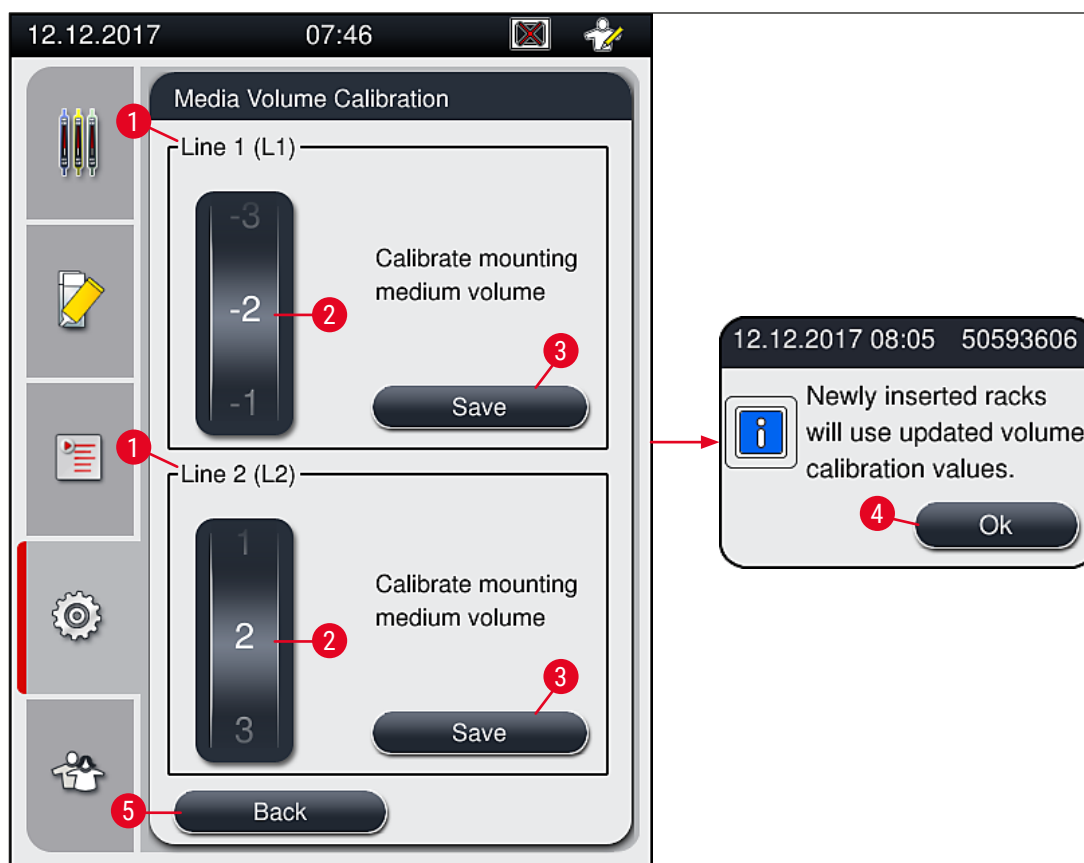 12.12.2017 07:46
Media Volume Calibration
1
Line 1 (L1)
-3
-2
-1
2
Calibrate mounting
medium volume
3
Save
1
Line 2 (L2)
1
2
3
2
Calibrate mounting
medium volume
3
Save
5
Back
12.12.2017 08:05 50593606
Newly inserted racks
will use updated volume
calibration values.
4
Ok